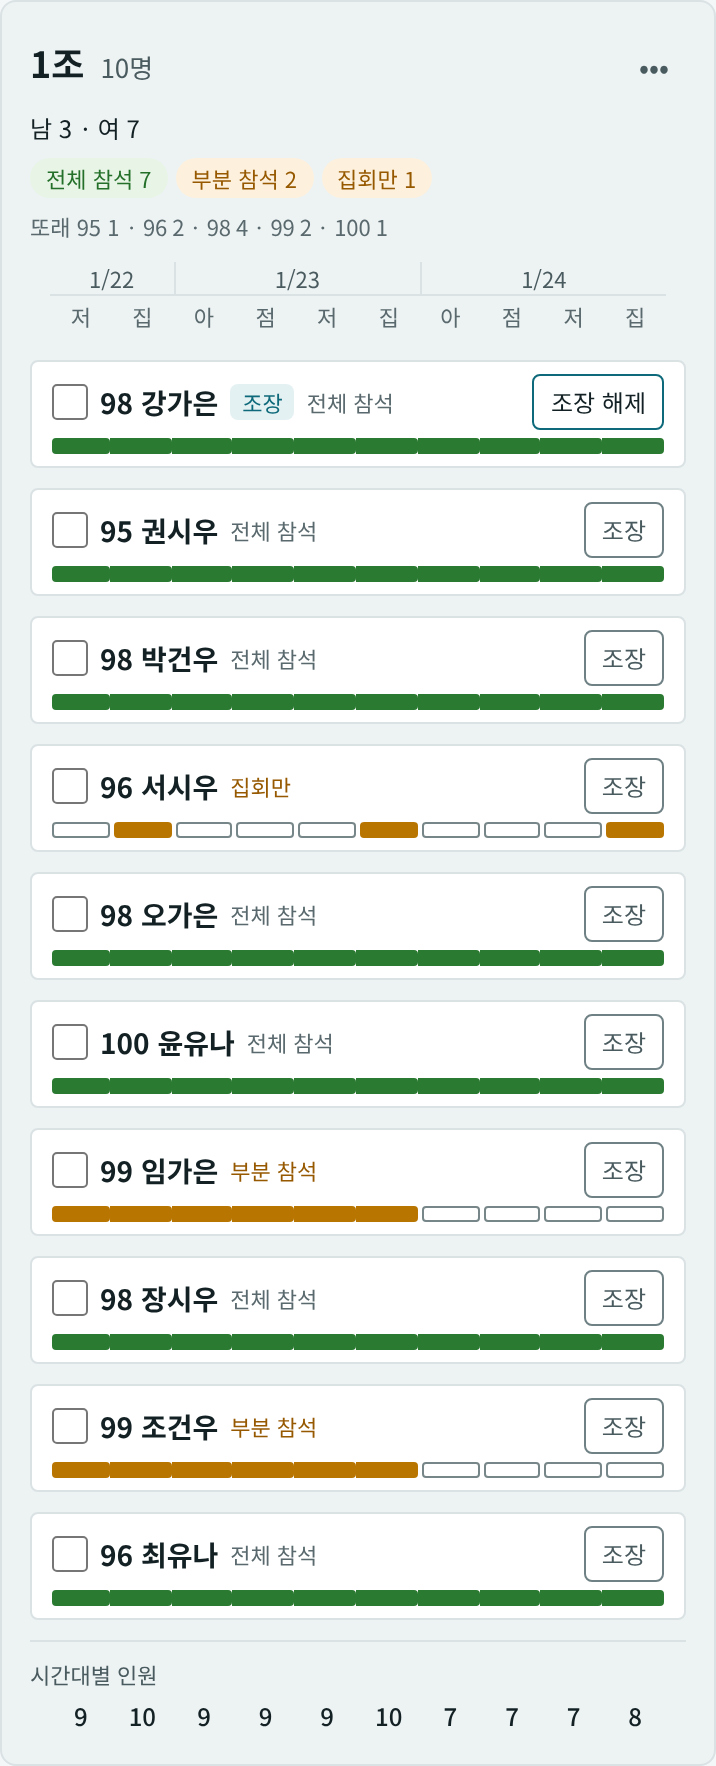 1조 10명
남 3 · 여 7
전체 참석 7 부분 참석 2 집회만 1
또래 95 1 · 96 2 · 98 4 · 99 2 · 100 1
1/22 1/23 1/24
저 집 아 점 저 집 아 점 저 집
98 강가은 조장 전체 참석 조장 해제
95 권시우 전체 참석 조장
98 박건우 전체 참석 조장
96 서시우 집회만 조장
98 오가은 전체 참석 조장
100 윤유나 전체 참석 조장
99 임가은 부분 참석 조장
98 장시우 전체 참석 조장
99 조건우 부분 참석 조장
96 최유나 전체 참석 조장
시간대별 인원
9 10 9 9 9 10 7 7 7 8